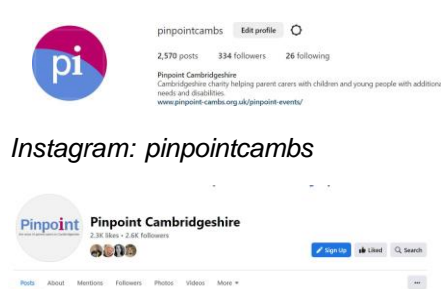 pi
pinpointcambs Edit profile
2,570 posts 334 followers 26 following
Pinpoint Cambridgeshire
Cambridgeshire charity helping parent carers with children and young people with additiona
needs and disabilities.
www.pinpoint-cambs.org.uk/pinpoint-events/
Instagram: pinpointcambs
Pinpoint
Pinpoint Cambridgeshire
2.3K likes • 2.6K followers
Sign Up Liked Search
Posts About Mentions Followers Photos Videos More